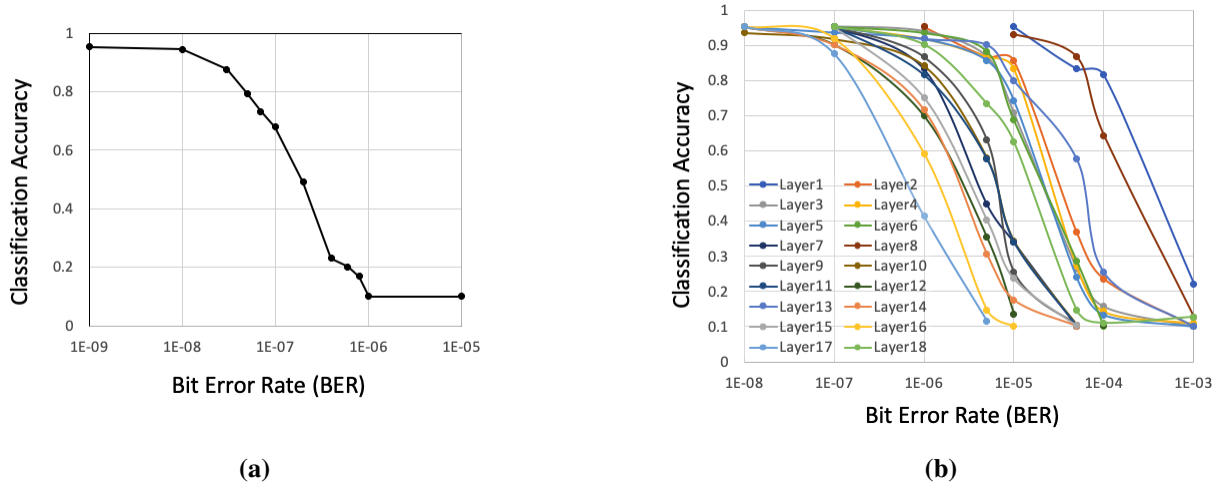 1
0.8
0.6
0.4
0.2
0
Classification Accuracy
1E-09 1E-08 1E-07 1E-06 1E-05
Bit Error Rate (BER)
(a)
1
0.9
0.8
0.7
0.6
0.5
0.4
0.3
0.2
0.1
0
Classification Accuracy
Layer1 Layer2
Layer3 Layer4
Layer5 Layer6
Layer7 Layer8
Layer9 Layer10
Layer11 Layer12
Layer13 Layer14
Layer15 Layer16
Layer17 Layer18
1E-08 1E-07 1E-06 1E-05 1E-04 1E-03
Bit Error Rate (BER)
(b)